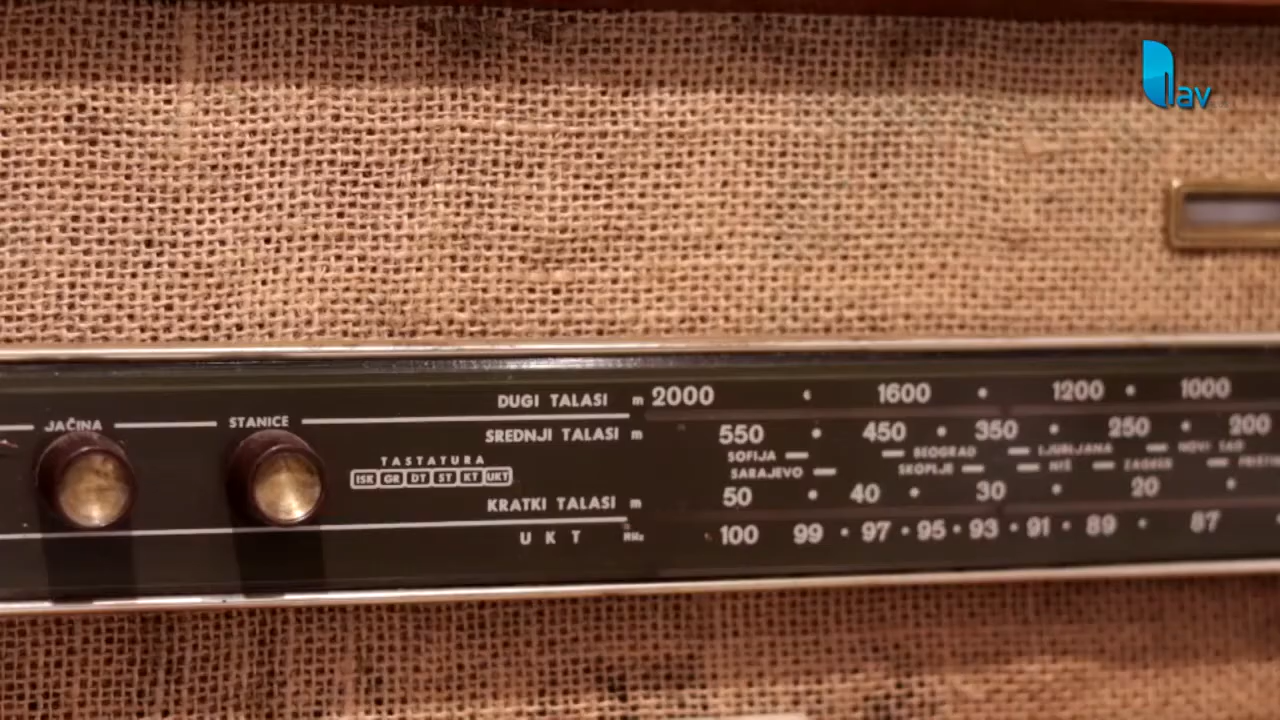 lav
DUGI TALASI m 2000 • 1600 • 1200 • 1000
JAČINA STANICE
SREDNJI TALASI m 550 • 450 • 350 • 250 • 200
SOFIJA BEOGRAD LJUBLJANA NOVI SAD
TASTATURA
SARAJEVO SKOPLJE NIŠ ZAGREB
ISK GR DT ST KT UKT
KRATKI TALASI m 50 • 40 • 30 • 20 •
UKT MHz 100 99 • 97 • 95 • 93 • 91 • 89 • 87